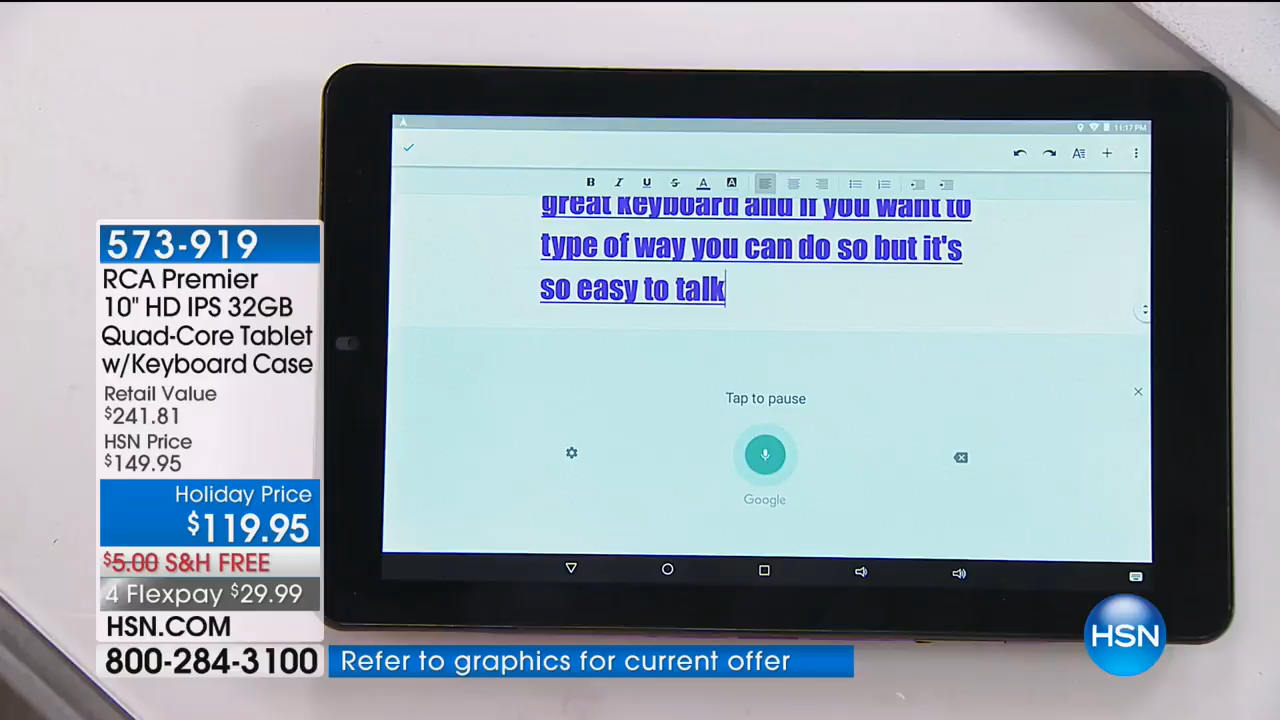 573-919
RCA Premier
10" HD IPS 32GB
Quad-Core Tablet
w/Keyboard Case
Retail Value
$241.81
HSN Price
$149.95
Holiday Price
$119.95
$5.00 S&H FREE
4 Flexpay $29.99
HSN.COM
800-284-3100
Refer to graphics for current offer
HSN
11:17 PM
B I U S A A
great keyboard and if you want to
type of way you can do so but it's
so easy to talk
Tap to pause
Google